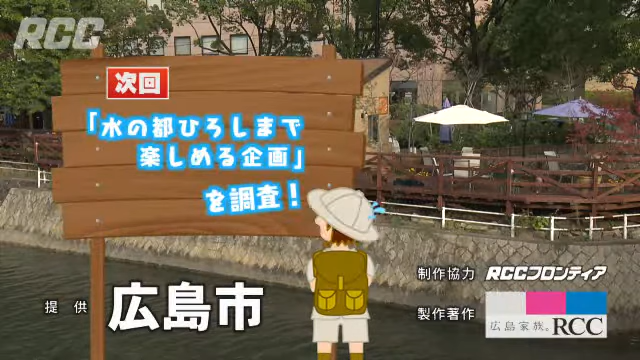 RCC
次回
「水の都ひろしまで
楽しめる企画」
を調査！
提 供
広島市
制作協力 RCCフロンティア
製作著作
広島家族。RCC